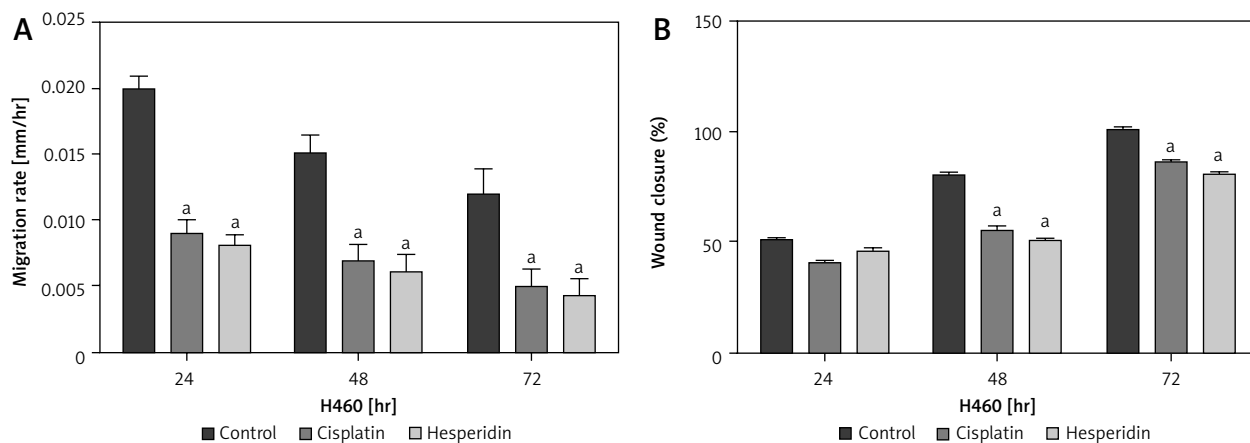 A
Migration rate [mm/hr]
0.025
0.020
0.015
0.010
0.005
0
a
a
a
a
a
a
24
48
72
H460 [hr]
Control
Cisplatin
Hesperidin
B
Wound closure (%)
150
100
50
0
a
a
a
a
24
48
72
H460 [hr]
Control
Cisplatin
Hesperidin